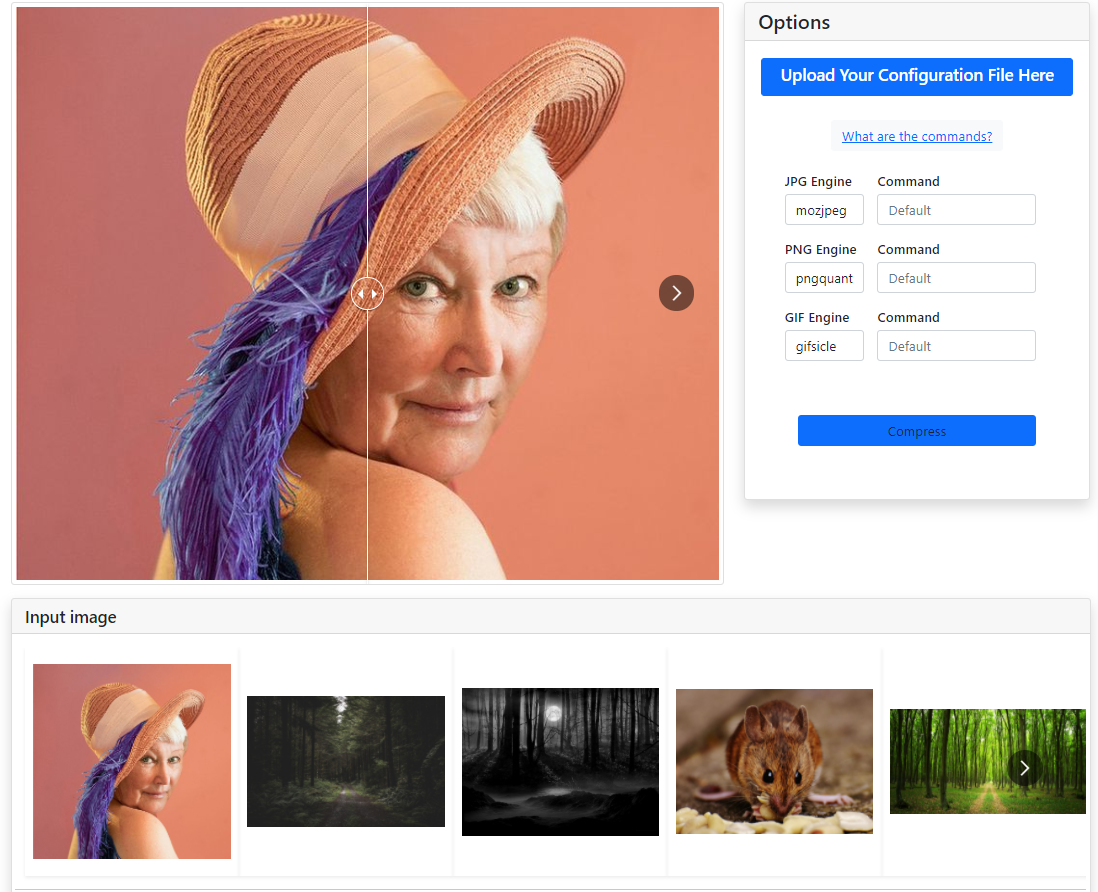 Options
Upload Your Configuration File Here
What are the commands?
JPG Engine Command
mozjpeg Default
PNG Engine Command
pngquant Default
GIF Engine Command
gifsicle Default
Compress
Input image